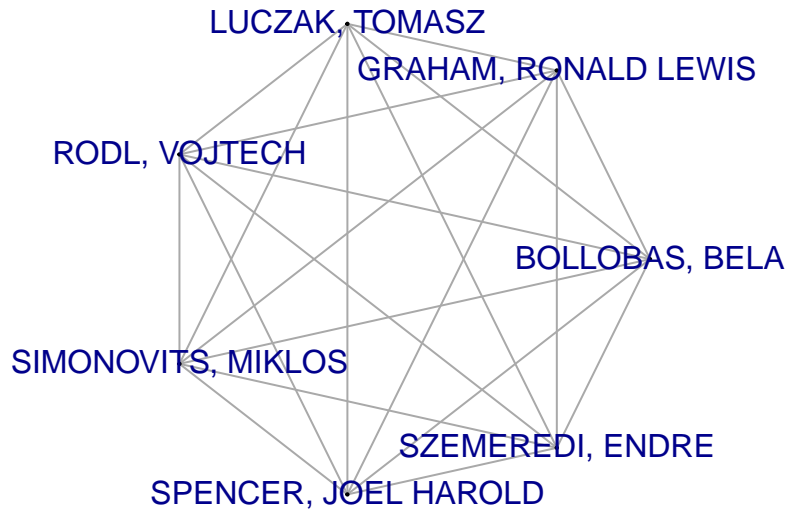 LUCZAK, TOMASZ
GRAHAM, RONALD LEWIS
RODL, VOJTECH
BOLLOBAS, BELA
SIMONOVITS, MIKLOS
SZEMEREDI, ENDRE
SPENCER, JOEL HAROLD